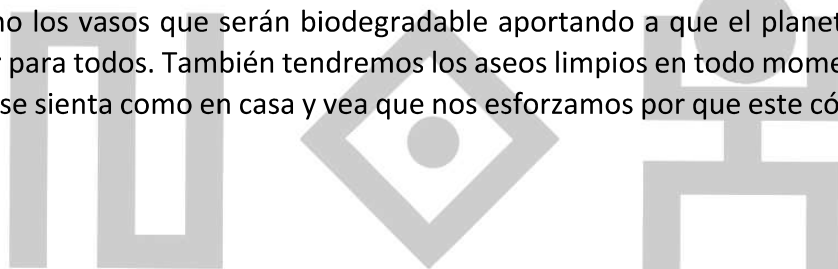 los vasos que serán biodegradable aportando a que el planet
para todos. También tendremos los aseos limpios en todo mome
se sienta como en casa y vea que nos esforzamos por que este có